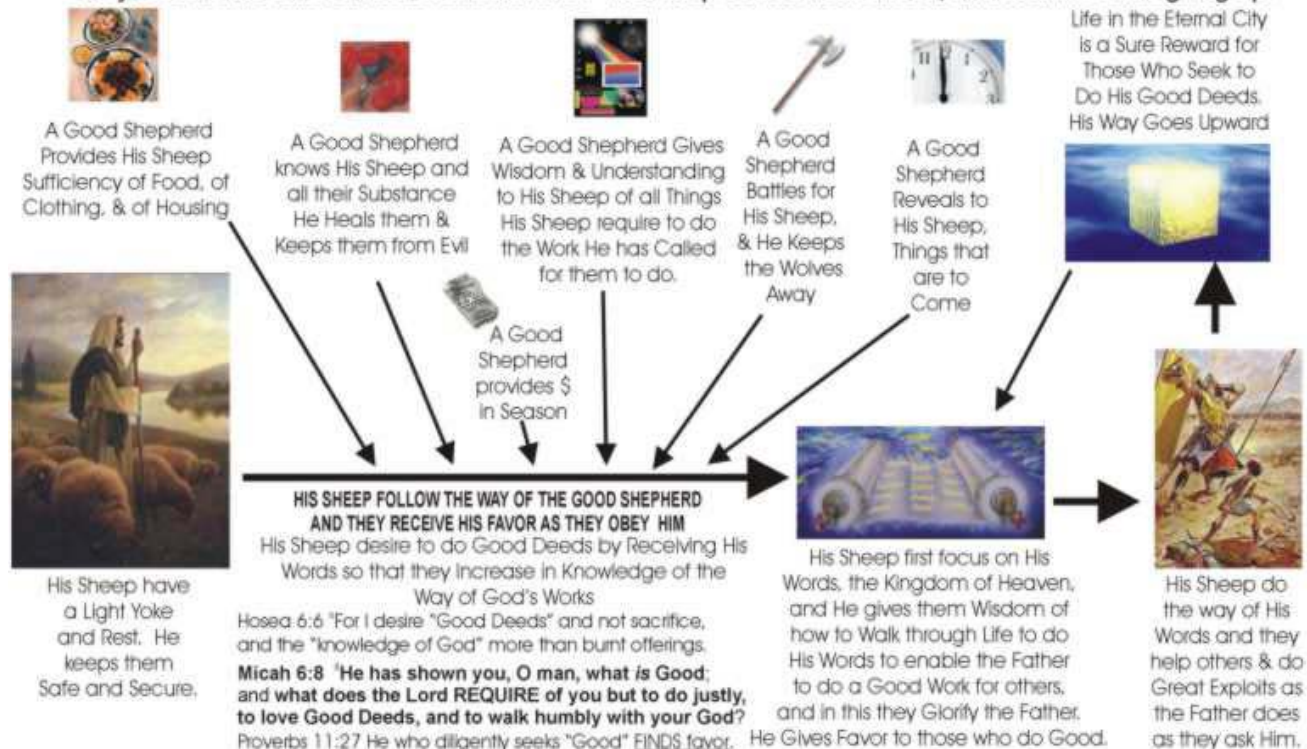 Life in the Eternal City
is a Sure Reward for
Those Who Seek to
Do His Good Deeds.
His Way Goes Upward
A Good Shepherd
Provides His Sheep
Sufficiency of Food, of
Clothing, & of Housing
A Good Shepherd
knows His Sheep and
all their Substance
He Heals them &
Keeps them from Evil
A Good Shepherd Gives
Wisdom & Understanding
to His Sheep of all Things
His Sheep require to do
the Work He has Called
for them to do.
A Good
Shepherd
Battles for
His Sheep,
& He Keeps
the Wolves
Away
A Good
Shepherd
Reveals to
His Sheep,
Things that
are to
Come
11
1
2
3
A Good
Shepherd
provides $
in Season
HIS SHEEP FOLLOW THE WAY OF THE GOOD SHEPHERD
AND THEY RECEIVE HIS FAVOR AS THEY OBEY HIM
His Sheep desire to do Good Deeds by Receiving His
Words so that they Increase in Knowledge of the
Way of God's Works
Hosea 6:6 "For I desire "Good Deeds" and not sacrifice,
and the "knowledge of God" more than burnt offerings.
Micah 6:8 He has shown you, O man, what is Good;
and what does the Lord REQUIRE of you but to do justly,
to love Good Deeds, and to walk humbly with your God?
Proverbs 11:27 He who diligently seeks "Good" FINDS favor.
His Sheep have
a Light Yoke
and Rest. He
keeps them
Safe and Secure.
His Sheep first focus on His
Words, the Kingdom of Heaven,
and He gives them Wisdom of
how to Walk through Life to do
His Words to enable the Father
to do a Good Work for others,
and in this they Glorify the Father.
He Gives Favor to those who do Good.
His Sheep do
the way of His
Words and they
help others & do
Great Exploits as
the Father does
as they ask Him.